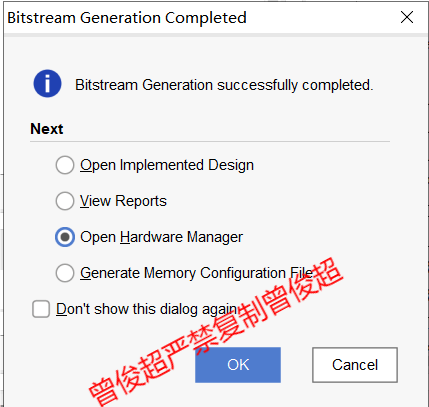 Bitstream Generation Completed
Bitstream Generation successfully completed.
Next
Open Implemented Design
View Reports
Open Hardware Manager
Generate Memory Configuration File
Don't show this dialog again
曾俊超严禁复制曾俊超
OK
Cancel